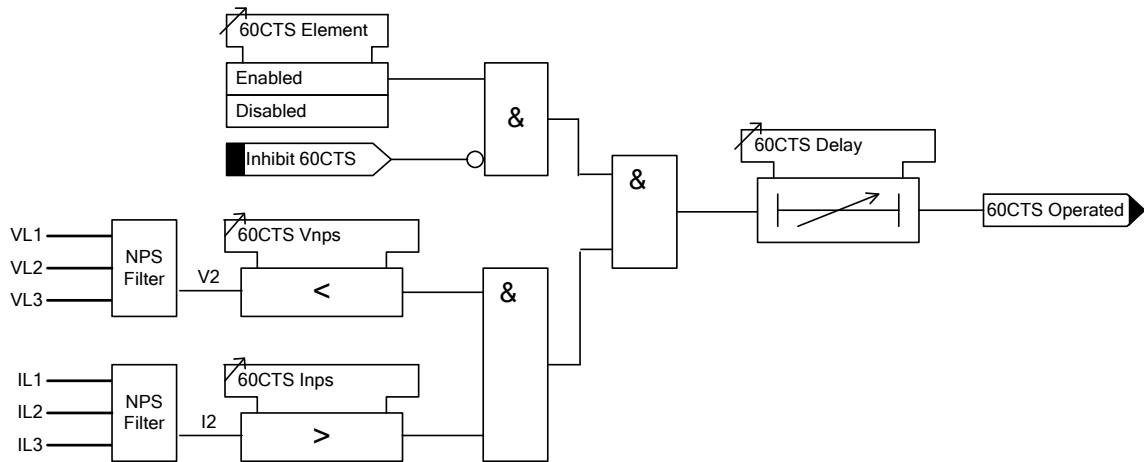 60CTS Element
Enabled
Disabled
&
Inhibit 60CTS
&
60CTS Delay
60CTS Operated
VL1
VL2
VL3
NPS
Filter
V2
60CTS Vnps
<
&
IL1
IL2
IL3
NPS
Filter
I2
60CTS Inps
>